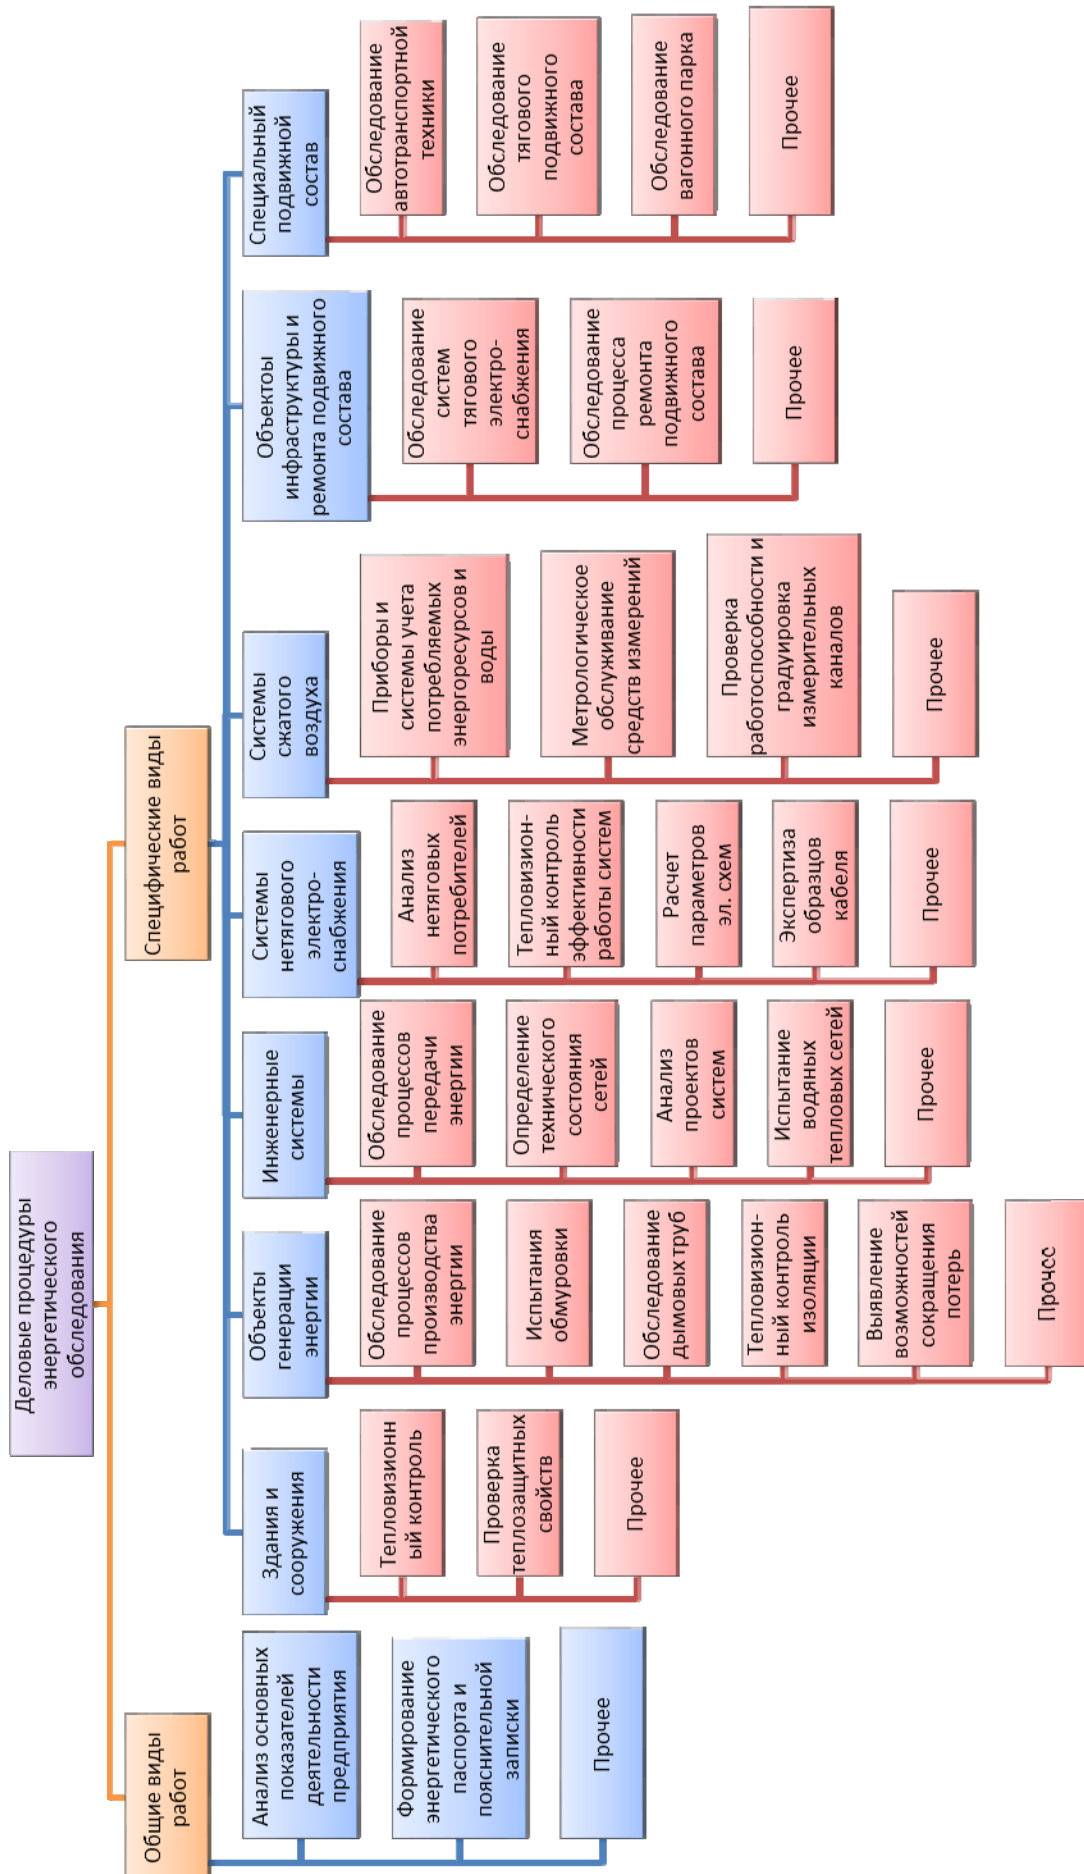 Деловые процедуры
энергетического
обследования
Общие виды
работ
Анализ основных
показателей
деятельности
предприятия
Формирование
энергетического
паспорта и
пояснительной
записки
Прочее
Специфические виды
работ
Здания и
сооружения
Тепловизионн
ый контроль
Проверка
теплозащитных
свойств
Прочее
Объекты
генерации
энергии
Обследование
процессов
производства
энергии
Испытания
обмуровки
Обследование
дымовых труб
Тепловизион-
ный контроль
изоляции
Выявление
возможностей
сокращения
потерь
Прочсс
Инженерные
системы
Обследование
процессов
передачи
энергии
Определение
технического
состояния
сетей
Анализ
проектов
систем
Испытание
водяных
тепловых сетей
Прочее
Системы
нетягового
электро-
снабжения
Анализ
нетяговых
потребителей
Тепловизион-
ный контроль
эффективности
работы систем
Расчет
параметров
эл. схем
Экспертиза
образцов
кабеля
Прочее
Системы
сжатого
воздуха
Приборы и
системы учета
потребляемых
энергоресурсов и
воды
Метрологическое
обслуживание
средств измерений
Проверка
работоспособности и
градуировка
измерительных
каналов
Прочее
Объектоы
инфраструктуры и
ремонта подвижного
состава
Обследование
систем
тягового
электро-
снабжения
Обследование
процесса
ремонта
подвижного
состава
Прочее
Специальный
подвижной
состав
Обследование
автотранспортной
техники
Обследование
тягового
подвижного
состава
Обследование
вагонного парка
Прочее